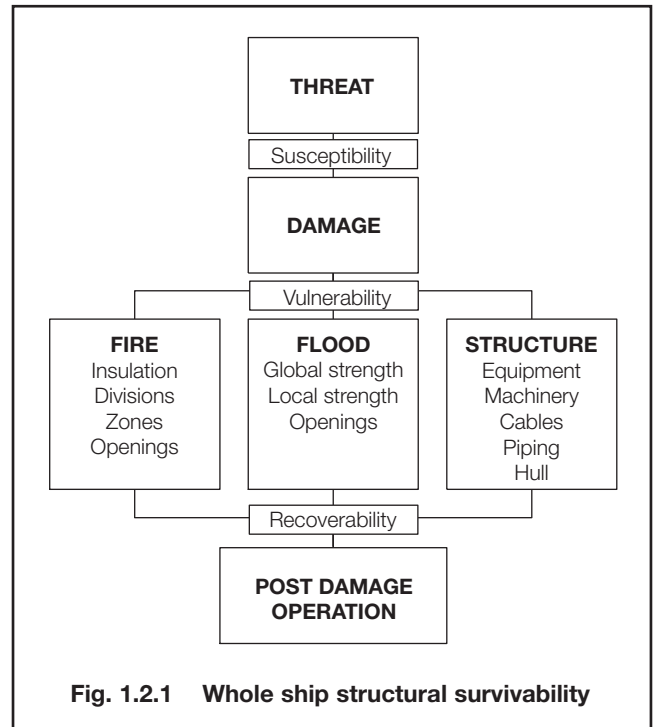 THREAT
Susceptibility
DAMAGE
Vulnerability
FIRE
Insulation
Divisions
Zones
Openings
FLOOD
Global strength
Local strength
Openings
STRUCTURE
Equipment
Machinery
Cables
Piping
Hull
Recoverability
POST DAMAGE
OPERATION
Fig. 1.2.1 Whole ship structural survivability